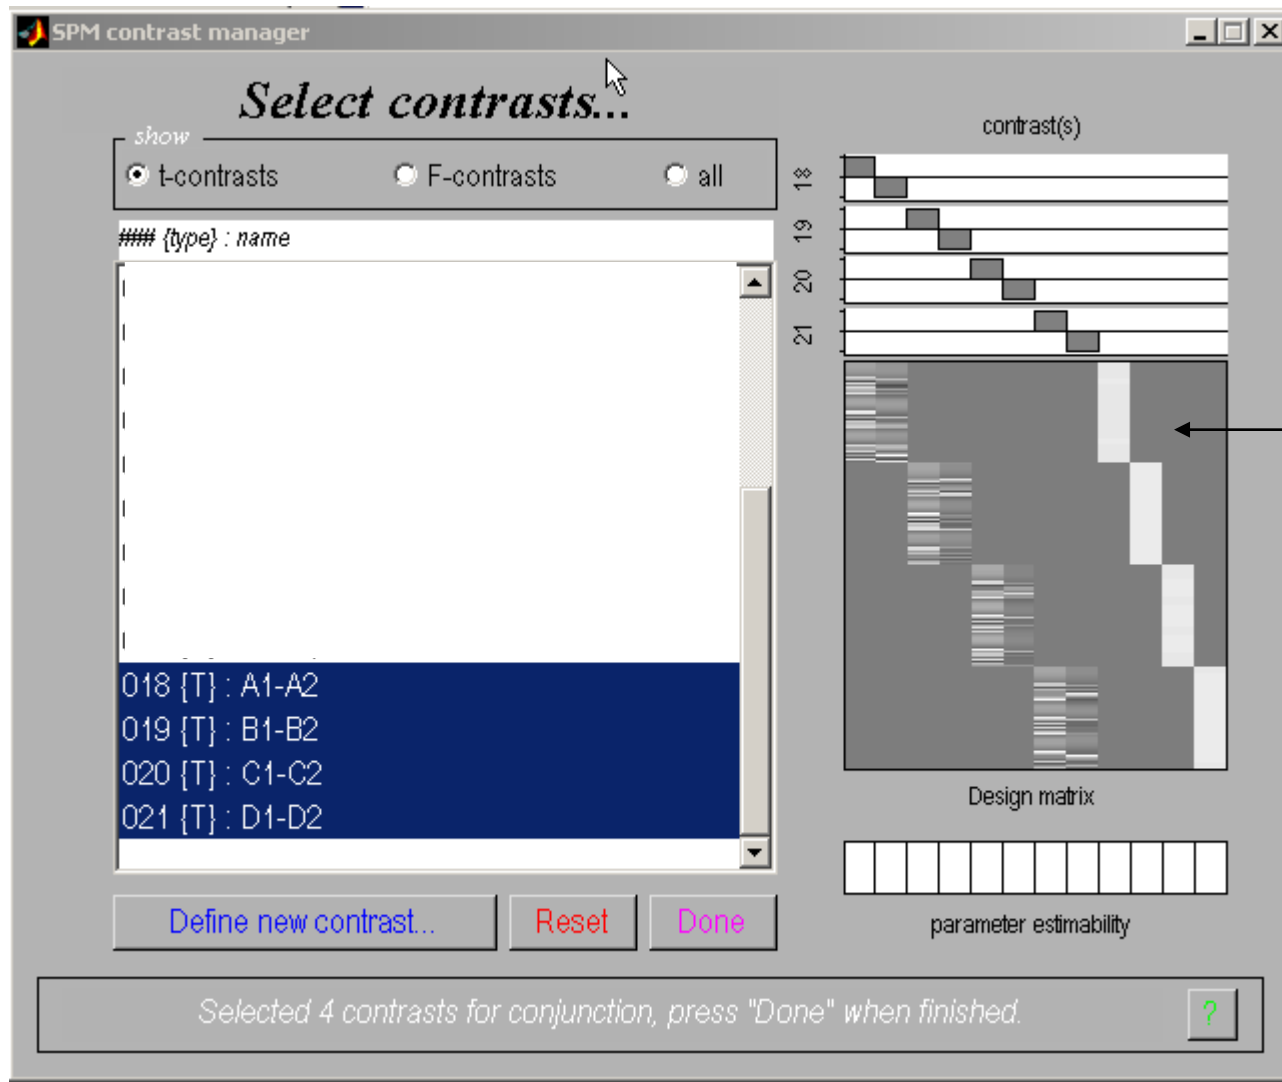 SPM contrast manager
Select contrasts...
show
t-contrasts
F-contrasts
all
### {type} : name
018 {T} : A1-A2
019 {T} : B1-B2
020 {T} : C1-C2
021 {T} : D1-D2
Define new contrast...
Reset
Done
contrast(s)
18
19
20
21
Design matrix
parameter estimability
Selected 4 contrasts for conjunction, press "Done" when finished.
?